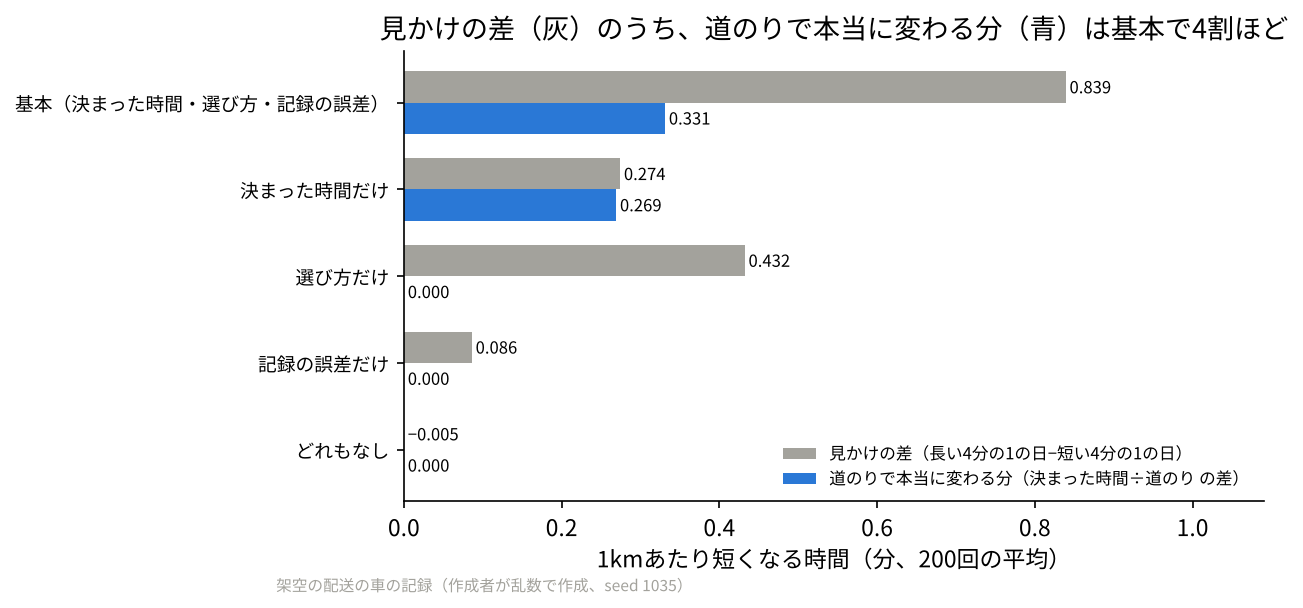 見かけの差（灰）のうち、道のりで本当に変わる分（青）は基本で4割ほど
基本（決まった時間・選び方・記録の誤差）
0.839
0.331
決まった時間だけ
0.274
0.269
選び方だけ
0.432
0.000
記録の誤差だけ
0.086
0.000
どれもなし
−0.005
0.000
見かけの差（長い4分の1の日−短い4分の1の日）
道のりで本当に変わる分（決まった時間÷道のり の差）
0.0 0.2 0.4 0.6 0.8 1.0
1kmあたり短くなる時間（分、200回の平均）
架空の配送の車の記録（作成者が乱数で作成、seed 1035）